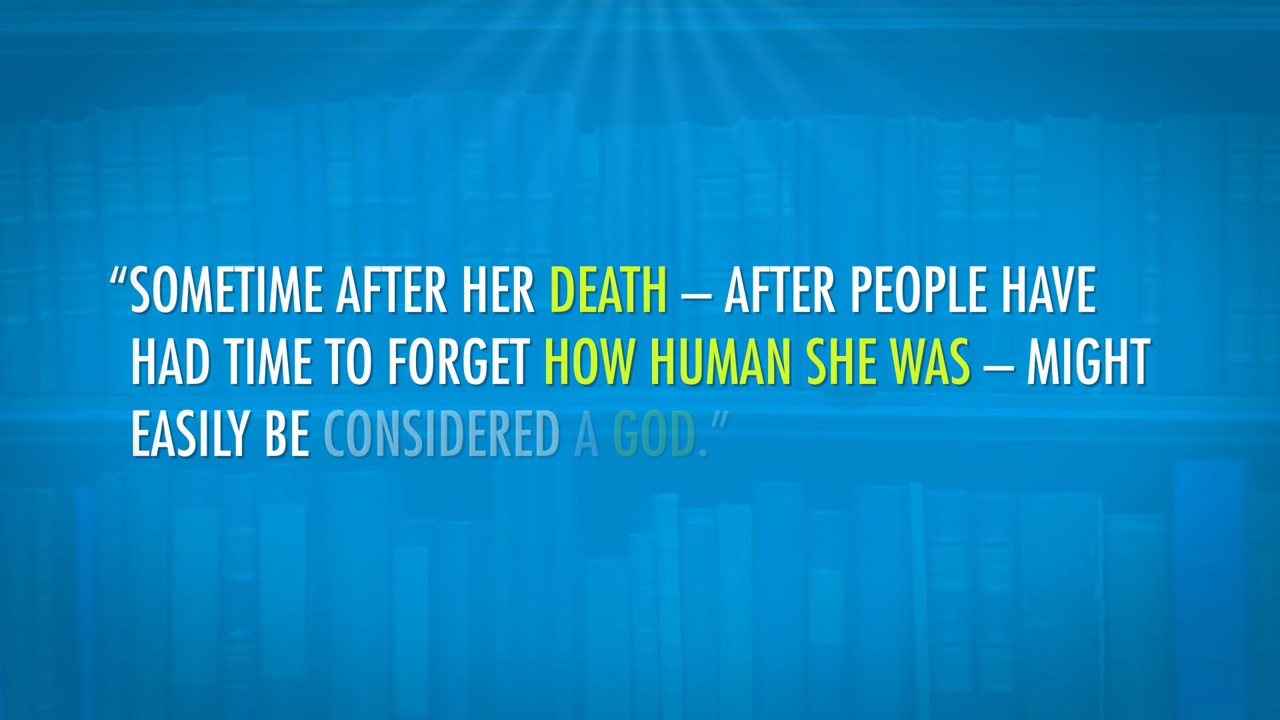 “SOMETIME AFTER HER DEATH – AFTER PEOPLE HAVE
HAD TIME TO FORGET HOW HUMAN SHE WAS – MIGHT
EASILY BE CONSIDERED A GOD.”